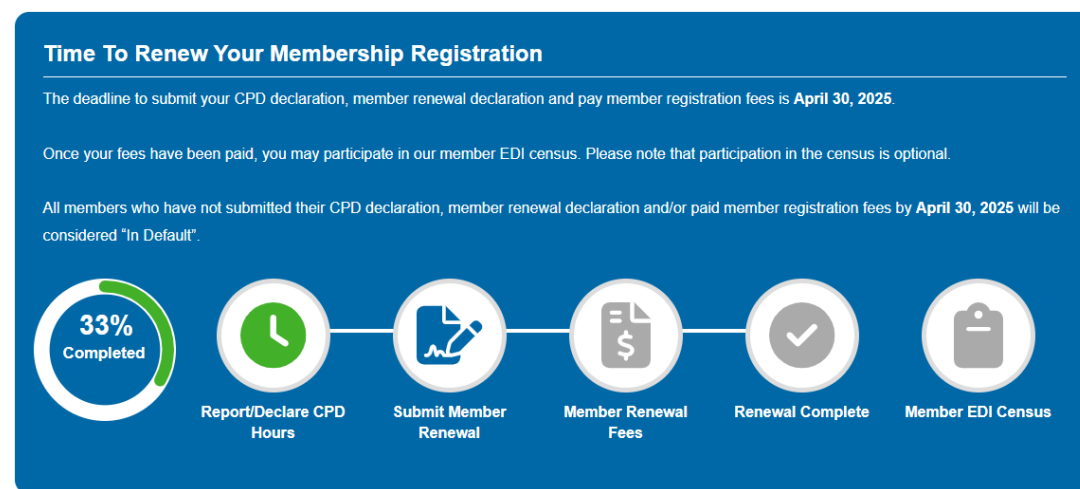 Time To Renew Your Membership Registration
The deadline to submit your CPD declaration, member renewal declaration and pay member registration fees is April 30, 2025.
Once your fees have been paid, you may participate in our member EDI census. Please note that participation in the census is optional.
All members who have not submitted their CPD declaration, member renewal declaration and/or paid member registration fees by April 30, 2025 will be
considered “In Default”.
33%
Completed
Report/Declare CPD
Hours
Submit Member
Renewal
$
Member Renewal
Fees
Renewal Complete
Member EDI Census